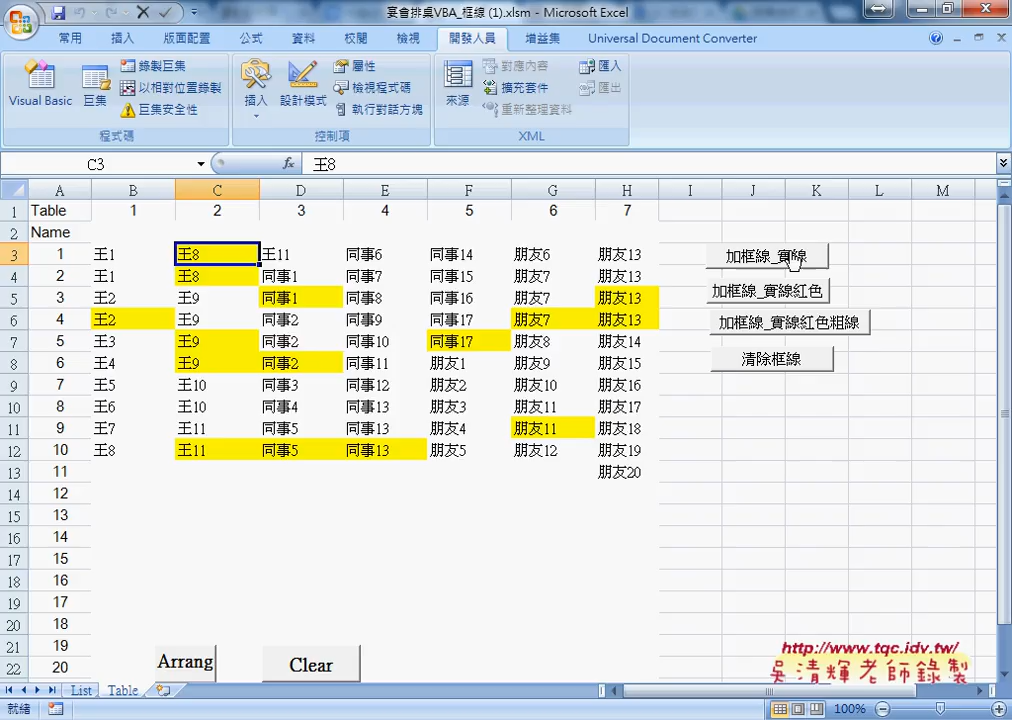 宴會排桌VBA_框線 (1).xlsm - Microsoft Excel
常用 插入 版面配置 公式 資料 校閱 檢視 開發人員 增益集 Universal Document Converter
Visual Basic 巨集 錄製巨集 以相對位置錄製 巨集安全性 程式碼
插入 設計模式 屬性 檢視程式碼 執行對話方塊 控制項
來源 對應內容 擴充套件 重新整理資料 匯入 匯出 XML
C3 fx 王8
A B C D E F G H I J K L M
1 Table 1 2 3 4 5 6 7
2 Name
3 1 王1 王8 王11 同事6 同事14 朋友6 朋友13 加框線_實線
4 2 王1 王8 同事1 同事7 同事15 朋友7 朋友13
5 3 王2 王9 同事1 同事8 同事16 朋友7 朋友13 加框線_實線紅色
6 4 王2 王9 同事2 同事9 同事17 朋友7 朋友13 加框線_實線紅色粗線
7 5 王3 王9 同事2 同事10 同事17 朋友8 朋友14
8 6 王4 王9 同事2 同事11 朋友1 朋友9 朋友15 清除框線
9 7 王5 王10 同事3 同事12 朋友2 朋友10 朋友16
10 8 王6 王10 同事4 同事13 朋友3 朋友11 朋友17
11 9 王7 王11 同事5 同事13 朋友4 朋友11 朋友18
12 10 王8 王11 同事5 同事13 朋友5 朋友12 朋友19
13 11 朋友20
14 12
15 13
16 14
17 15
18 16
19 17
20 18
21 19
22 20
Arrang Clear
http://www.tqc.idv.tw/
吳清輝老師錄製
List Table
就緒 100%